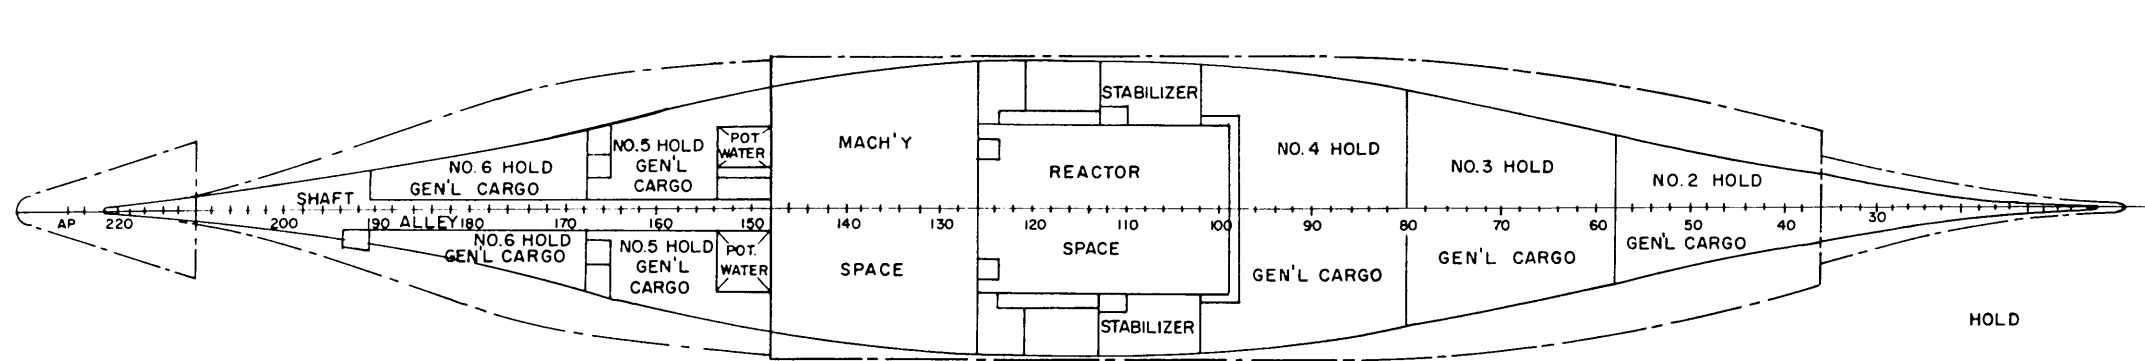 STABILIZER
POT
WATER
MACH'Y
NO.5 HOLD
GEN'L
CARGO
NO.4 HOLD
NO.6 HOLD
GEN'L CARGO
NO.3 HOLD
REACTOR
NO.2 HOLD
SHAFT
AP 220 200 190 ALLEY 180 170 160 150 140 130 120 110 100 90 80 70 60 50 40 30
NO.6 HOLD
GEN'L CARGO
NO.5 HOLD
GEN'L
CARGO
POT.
WATER
SPACE
SPACE
GEN'L CARGO
GEN'L CARGO
GEN'L CARGO
STABILIZER
HOLD